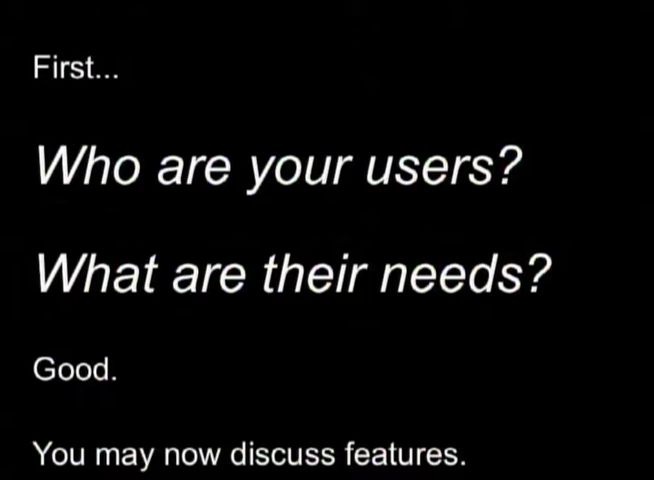 First...
Who are your users?
What are their needs?
Good.
You may now discuss features.